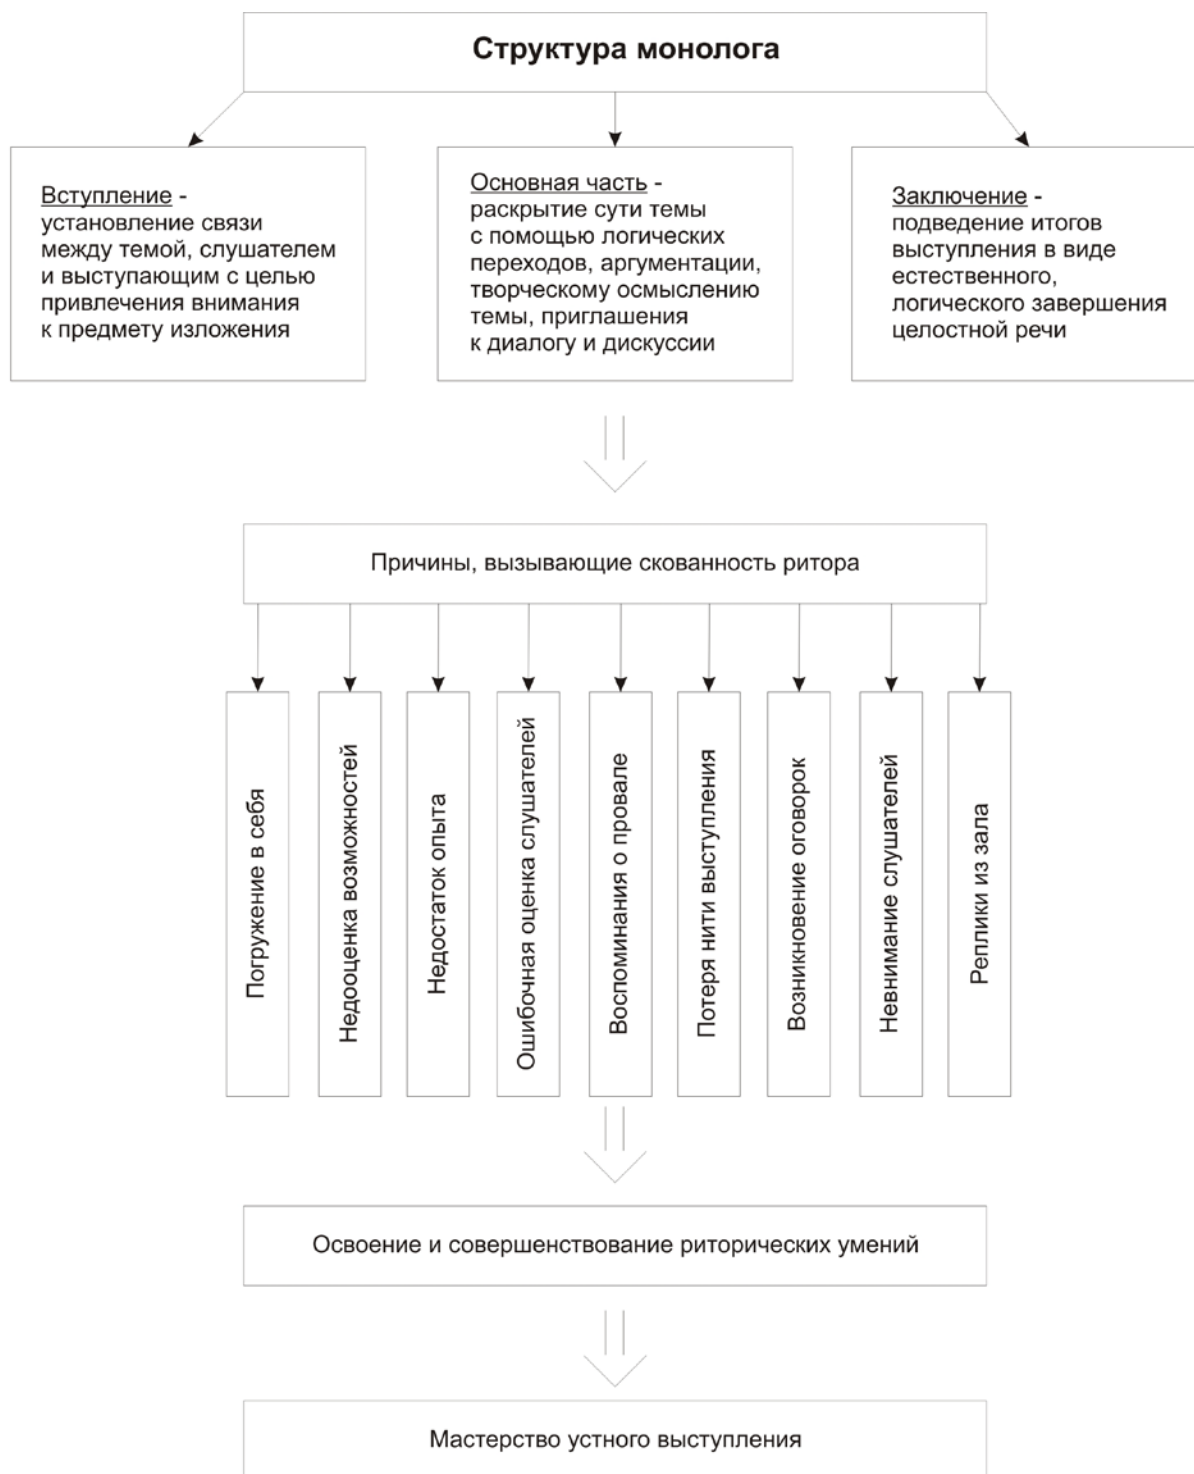 Структура монолога
Вступление -
установление связи
между темой, слушателем
и выступающим с целью
привлечения внимания
к предмету изложения
Основная часть -
раскрытие сути темы
с помощью логических
переходов, аргументации,
творческому осмыслению
темы, приглашения
к диалогу и дискуссии
Заключение -
подведение итогов
выступления в виде
естественного,
логического завершения
целостной речи
Причины, вызывающие скованность ритора
Погружение в себя
Недооценка возможностей
Недостаток опыта
Ошибочная оценка слушателей
Воспоминания о провале
Потеря нити выступления
Возникновение оговорок
Невнимание слушателей
Реплики из зала
Освоение и совершенствование риторических умений
Мастерство устного выступления